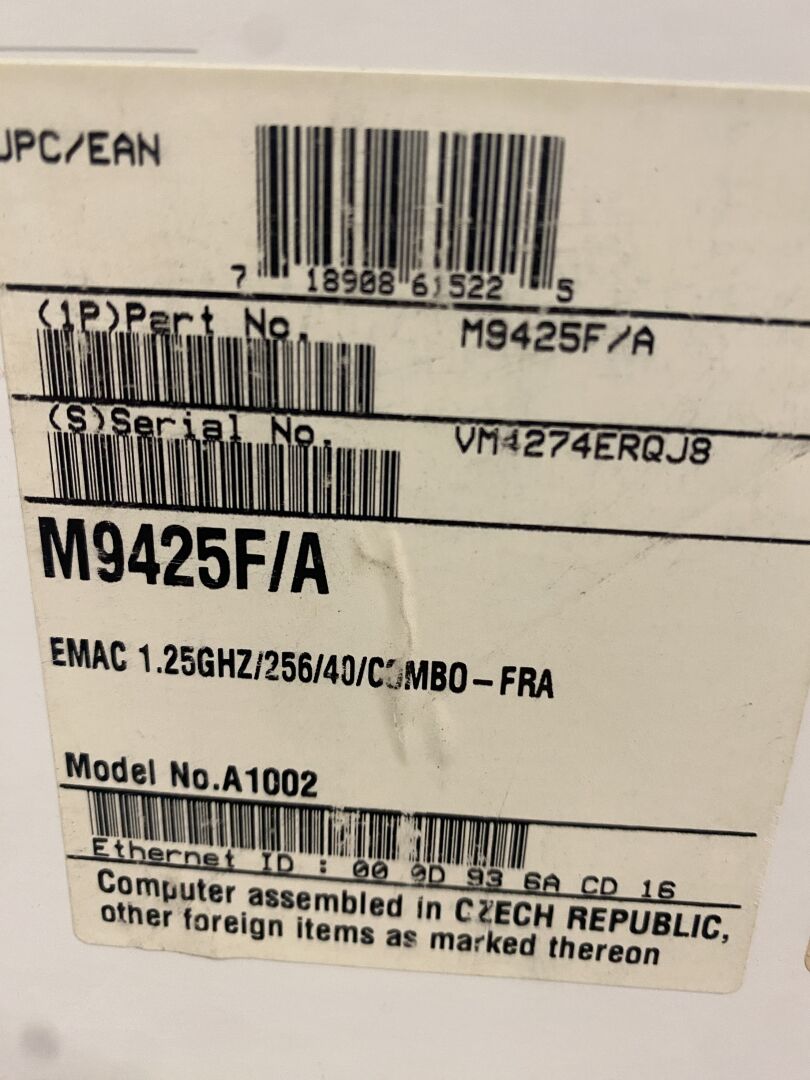 UPC/EAN
7 18908 61522 5
(1P)Part No. M9425F/A
(S)Serial No. VM4274ERQJ8
M9425F/A
EMAC 1.25GHZ/256/40/COMBO-FRA
Model No.A1002
Ethernet ID : 00 0D 93 6A CD 16
Computer assembled in CZECH REPUBLIC,
other foreign items as marked thereon